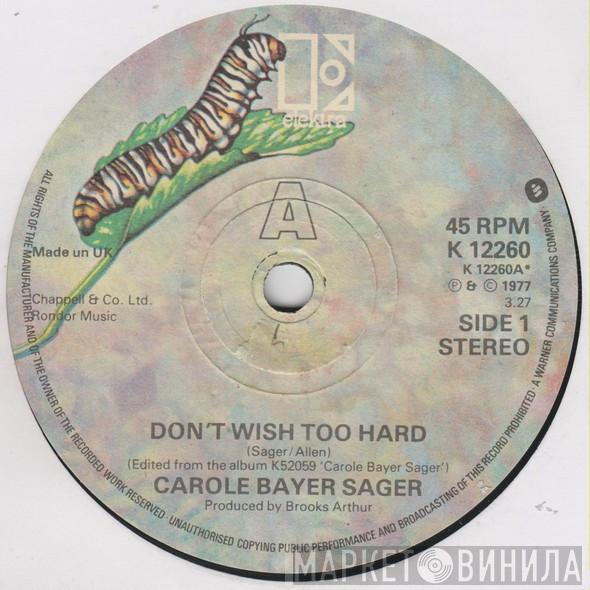 elektra
A
45 RPM
K 12260
K 12260A*
Ⓟ & © 1977
3.27
SIDE 1
STEREO
Made un UK
Chappell & Co. Ltd.
Rondor Music
DON'T WISH TOO HARD
(Sager/Allen)
(Edited from the album K52059 'Carole Bayer Sager')
CAROLE BAYER SAGER
Produced by Brooks Arthur
ALL RIGHTS OF THE MANUFACTURER AND OF THE OWNER OF THE RECORDED WORK RESERVED · UNAUTHORISED COPYING PUBLIC PERFORMANCE AND BROADCASTING OF THIS RECORD PROHIBITED · A WARNER COMMUNICATIONS COMPANY ·
МАРКЕТ ВИНИЛА